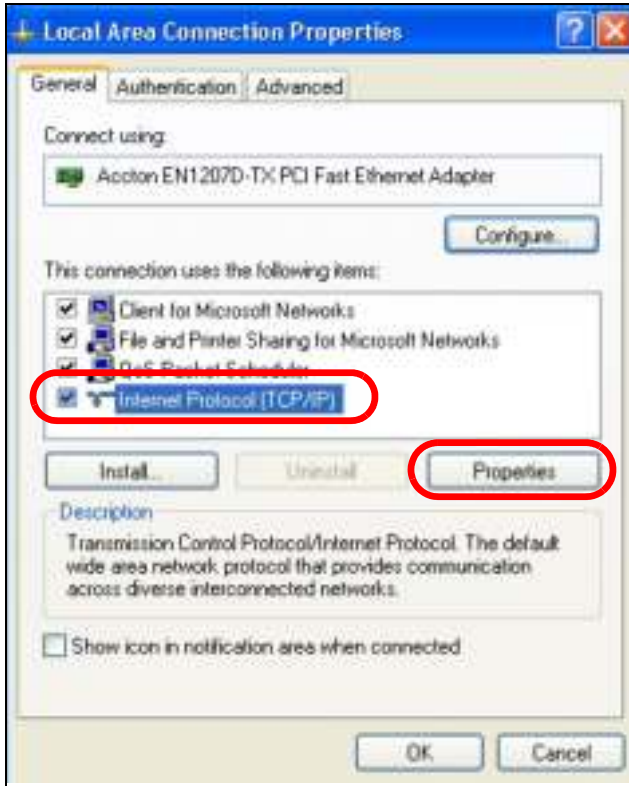 Local Area Connection Properties
General Authentication Advanced
Connect using:
Accton EN1207D-TX PCI Fast Ethernet Adapter
Configure...
This connection uses the following items:
Client for Microsoft Networks
File and Printer Sharing for Microsoft Networks
QoS Packet Scheduler
Internet Protocol (TCP/IP)
Install... Uninstall Properties
Description
Transmission Control Protocol/Internet Protocol. The default
wide area network protocol that provides communication
across diverse interconnected networks.
Show icon in notification area when connected
OK Cancel